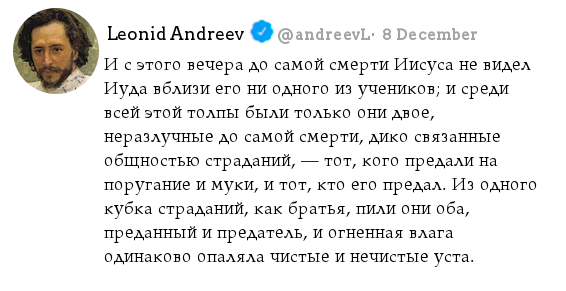 Leonid Andreev @andreevL· 8 December
И с этого вечера до самой смерти Иисуса не видел
Иуда вблизи его ни одного из учеников; и среди
всей этой толпы были только они двое,
неразлучные до самой смерти, дико связанные
общностью страданий, — тот, кого предали на
поругание и муки, и тот, кто его предал. Из одного
кубка страданий, как братья, пили они оба,
преданный и предатель, и огненная влага
одинаково опаляла чистые и нечистые уста.